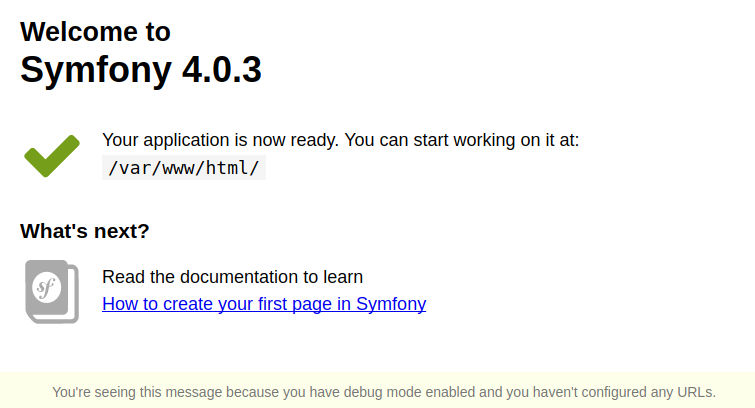 Welcome to
Symfony 4.0.3
Your application is now ready. You can start working on it at:
/var/www/html/
What's next?
sf
Read the documentation to learn
How to create your first page in Symfony
You're seeing this message because you have debug mode enabled and you haven't configured any URLs.